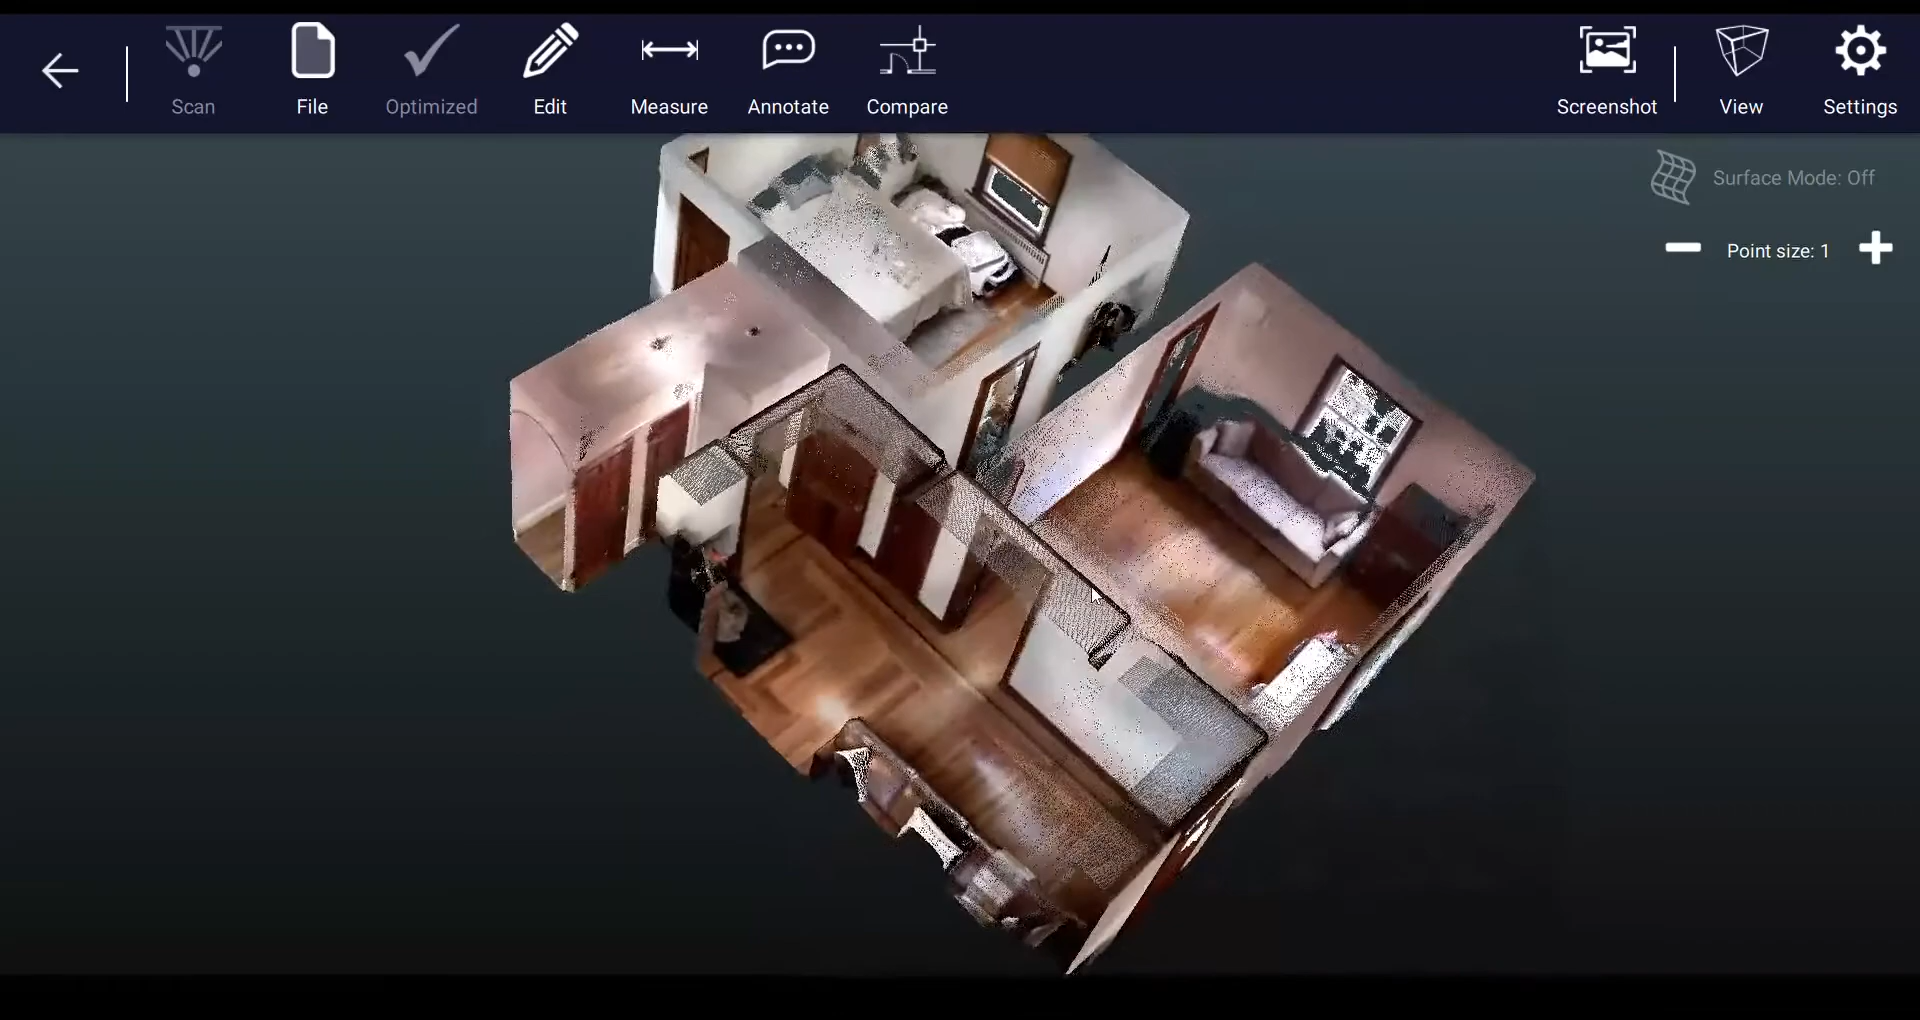 Scan
File
Optimized
Edit
Measure
Annotate
Compare
Screenshot
View
Settings
Surface Mode: Off
Point size: 1